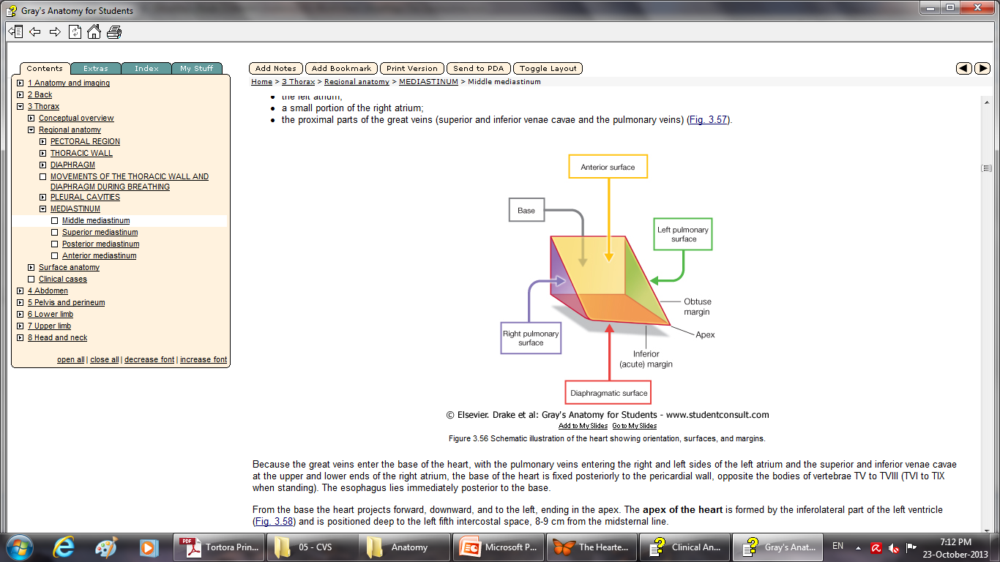 Gray's Anatomy for Students
Contents
Extras
Index
My Stuff
1 Anatomy and imaging
2 Back
3 Thorax
Conceptual overview
Regional anatomy
PECTORAL REGION
THORACIC WALL
DIAPHRAGM
MOVEMENTS OF THE THORACIC WALL AND
DIAPHRAGM DURING BREATHING
PLEURAL CAVITIES
MEDIASTINUM
Middle mediastinum
Superior mediastinum
Posterior mediastinum
Anterior mediastinum
Surface anatomy
Clinical cases
4 Abdomen
5 Pelvis and perineum
6 Lower limb
7 Upper limb
8 Head and neck
open all | close all | decrease font | increase font
Add Notes
Add Bookmark
Print Version
Send to PDA
Toggle Layout
Home > 3 Thorax > Regional anatomy > MEDIASTINUM > Middle mediastinum
• the left atrium;
• a small portion of the right atrium;
• the proximal parts of the great veins (superior and inferior venae cavae and the pulmonary veins) (Fig. 3.57).
Anterior surface
Base
Left pulmonary
surface
Obtuse
margin
Apex
Right pulmonary
surface
Inferior
(acute) margin
Diaphragmatic surface
© Elsevier. Drake et al: Gray's Anatomy for Students - www.studentconsult.com
Add to My Slides Go to My Slides
Figure 3.56 Schematic illustration of the heart showing orientation, surfaces, and margins.
Because the great veins enter the base of the heart, with the pulmonary veins entering the right and left sides of the left atrium and the superior and inferior venae cavae
at the upper and lower ends of the right atrium, the base of the heart is fixed posteriorly to the pericardial wall, opposite the bodies of vertebrae TV to TVIII (TVI to TIX
when standing). The esophagus lies immediately posterior to the base.
From the base the heart projects forward, downward, and to the left, ending in the apex. The apex of the heart is formed by the inferolateral part of the left ventricle
(Fig. 3.58) and is positioned deep to the left fifth intercostal space, 8-9 cm from the midsternal line.
PDF
Tortora Prin...
05 - CVS
Anatomy
Microsoft P...
The Hearte...
Clinical An...
Gray's Anat...
EN
7:12 PM
23-October-2013